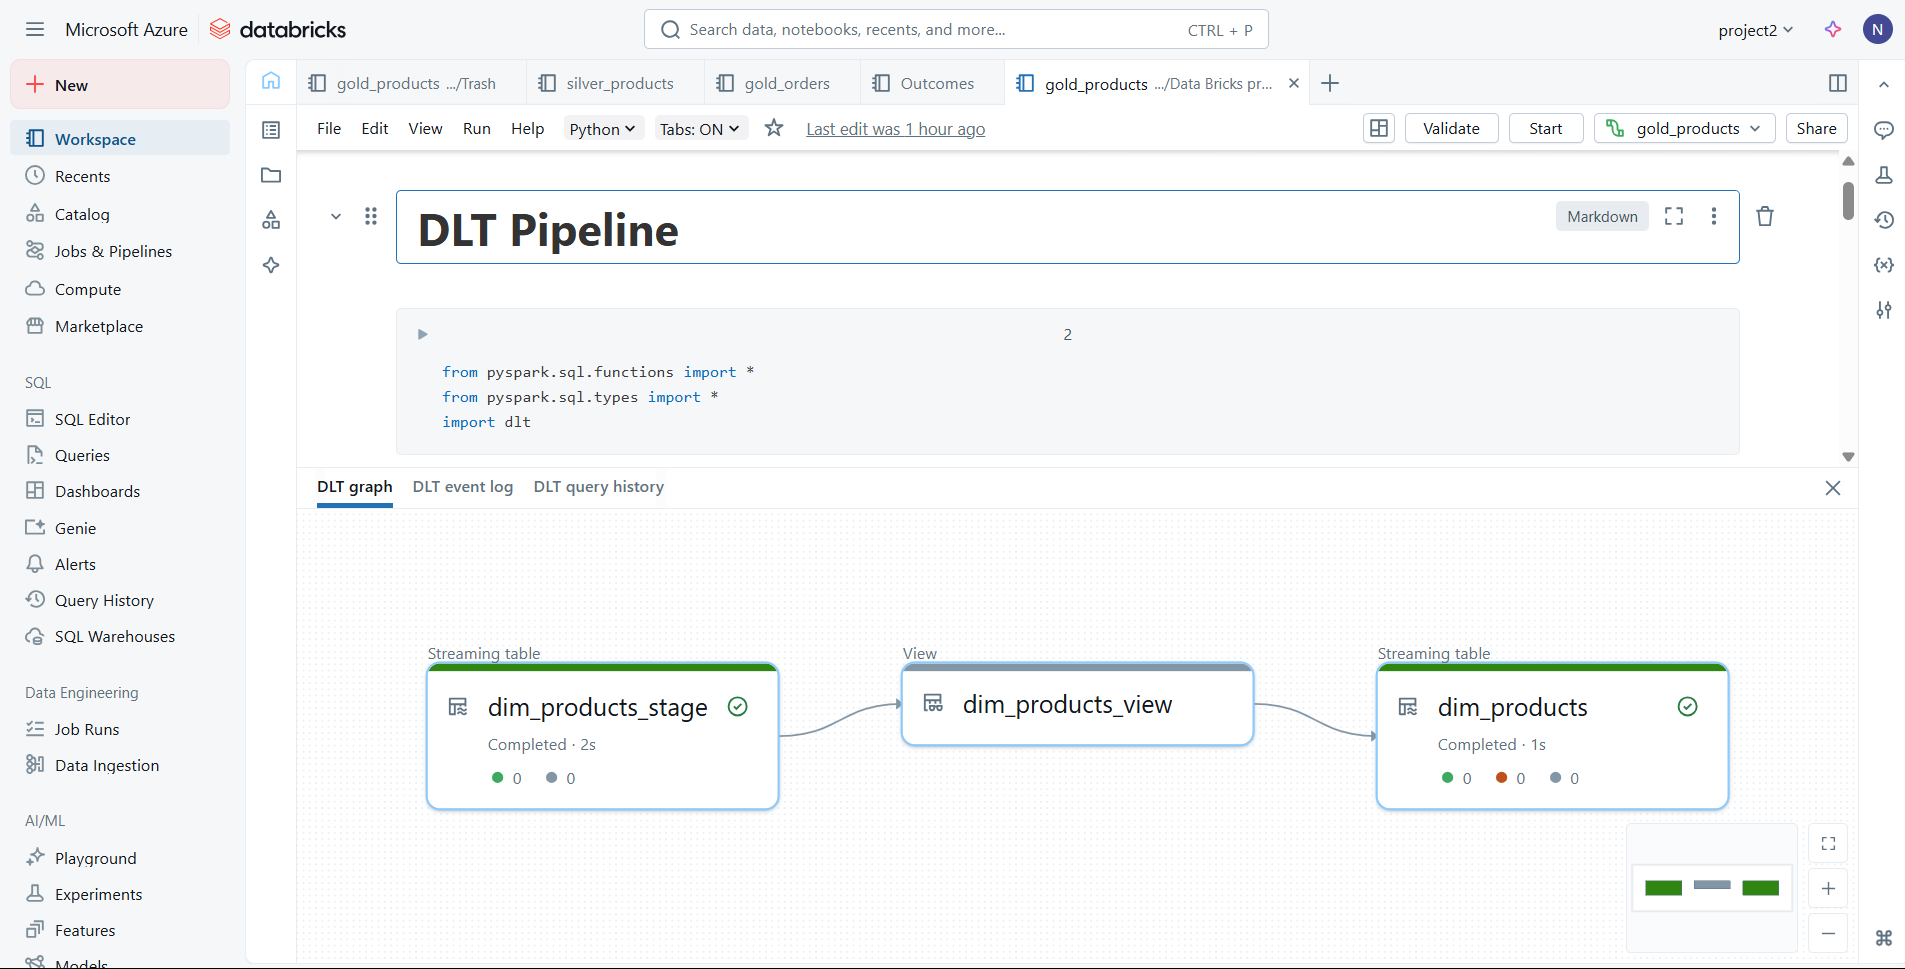 Microsoft Azure
databricks
Search data, notebooks, recents, and more...
CTRL + P
project2
N
New
gold_products .../Trash
silver_products
gold_orders
Outcomes
gold_products .../Data Bricks pr...
File
Edit
View
Run
Help
Python
Tabs: ON
Last edit was 1 hour ago
Validate
Start
gold_products
Share
Workspace
Recents
Catalog
Jobs & Pipelines
Compute
Marketplace
SQL
SQL Editor
Queries
Dashboards
Genie
Alerts
Query History
SQL Warehouses
Data Engineering
Job Runs
Data Ingestion
AI/ML
Playground
Experiments
Features
Models
DLT Pipeline
Markdown
2
from pyspark.sql.functions import *
from pyspark.sql.types import *
import dlt
DLT graph
DLT event log
DLT query history
Streaming table
dim_products_stage
Completed · 2s
0
0
View
dim_products_view
Streaming table
dim_products
Completed · 1s
0
0
0